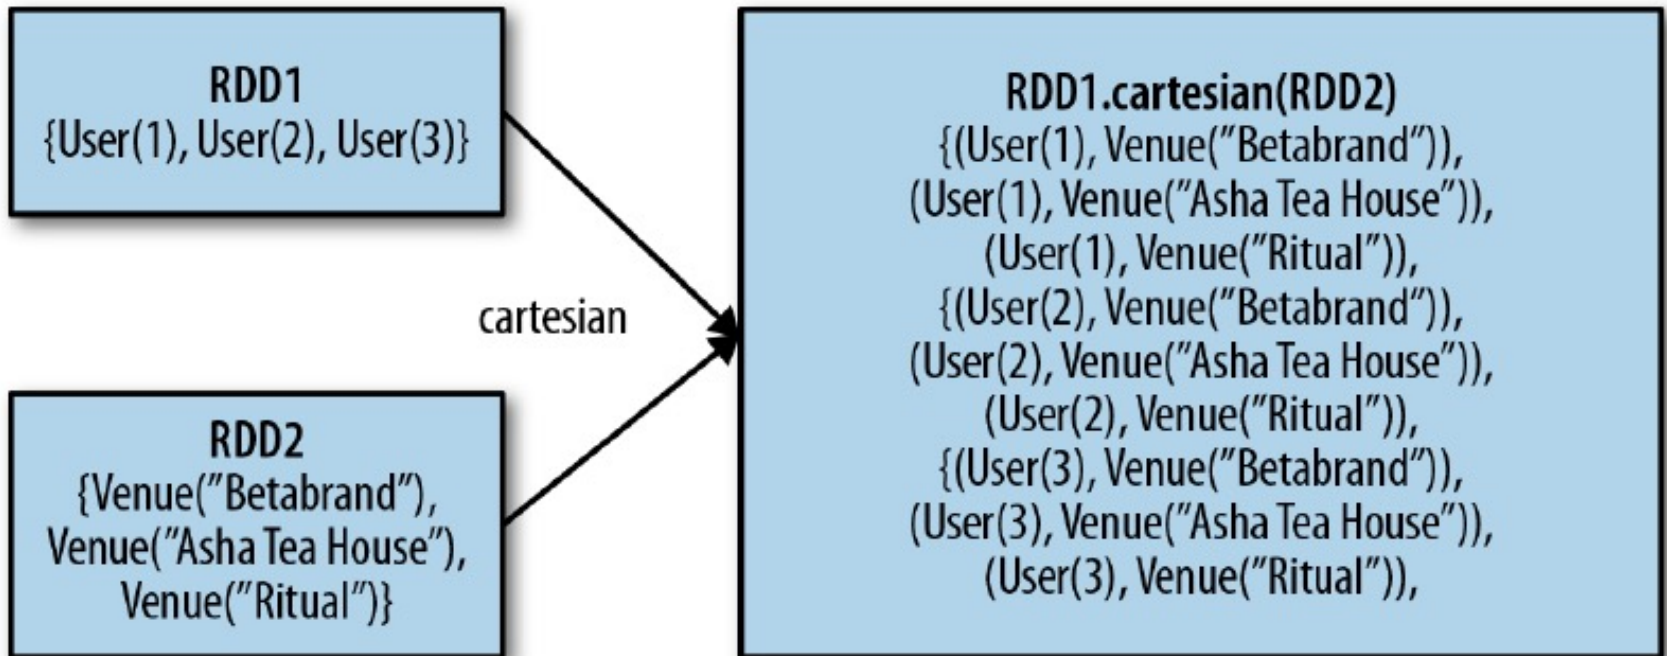 RDD1
{User(1), User(2), User(3)}
cartesian
RDD2
{Venue("Betabrand"),
Venue("Asha Tea House"),
Venue("Ritual")}
RDD1.cartesian(RDD2)
{(User(1), Venue("Betabrand")),
(User(1), Venue("Asha Tea House")),
(User(1), Venue("Ritual")),
{(User(2), Venue("Betabrand")),
(User(2), Venue("Asha Tea House")),
(User(2), Venue("Ritual")),
{(User(3), Venue("Betabrand")),
(User(3), Venue("Asha Tea House")),
(User(3), Venue("Ritual")),